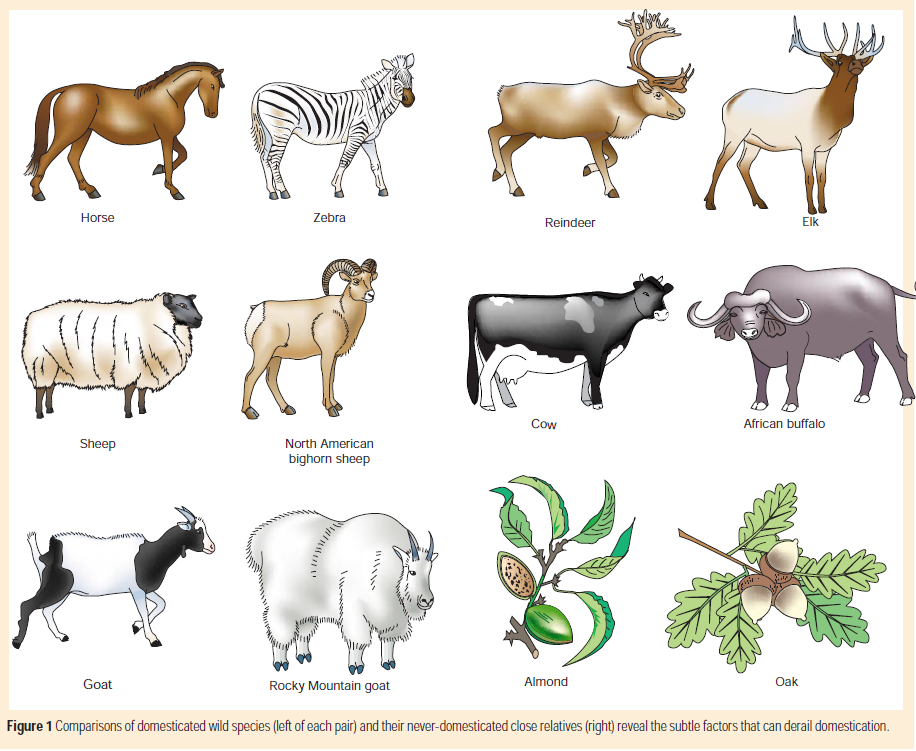 Horse
Zebra
Reindeer
Elk
Sheep
North American
bighorn sheep
Cow
African buffalo
Goat
Rocky Mountain goat
Almond
Oak
Figure 1 Comparisons of domesticated wild species (left of each pair) and their never-domesticated close relatives (right) reveal the subtle factors that can derail domestication.